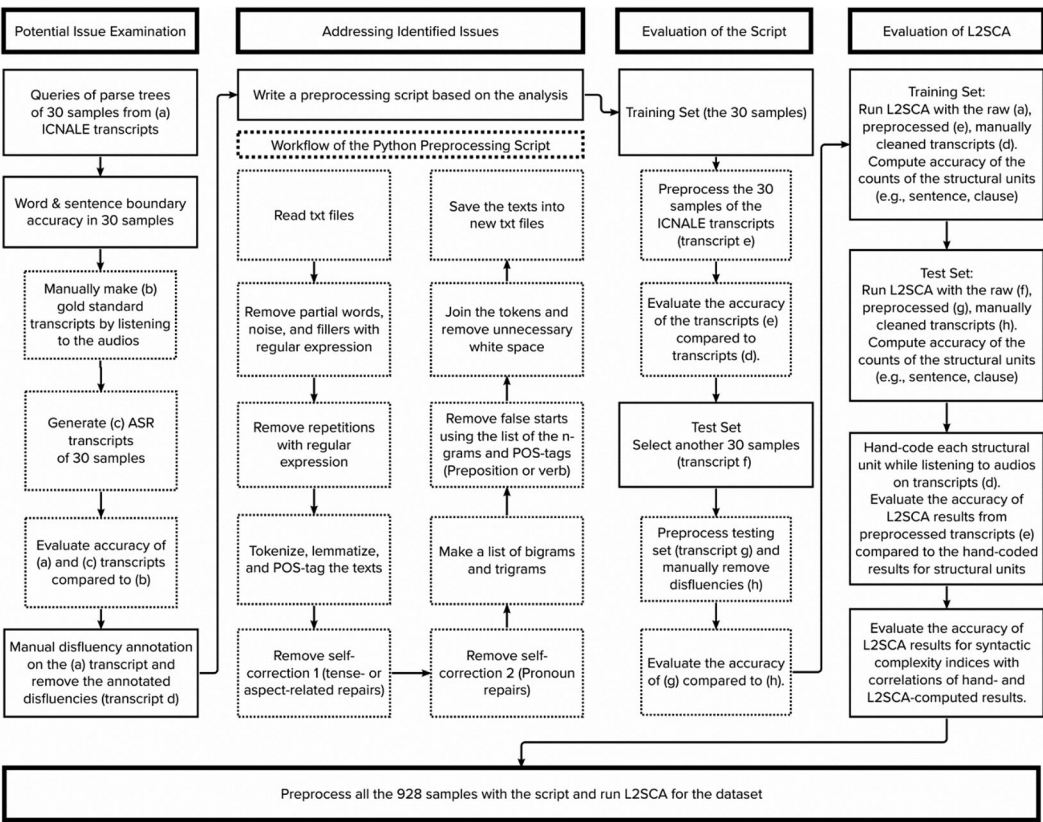 Potential Issue Examination
Queries of parse trees
of 30 samples from (a)
ICNALE transcripts
Word & sentence boundary
accuracy in 30 samples
Manually make (b)
gold standard
transcripts by listening
to the audios
Generate (c) ASR
transcripts
of 30 samples
Evaluate accuracy of
(a) and (c) transcripts
compared to (b)
Manual disfluency annotation
on the (a) transcript and
remove the annotated
disfluencies (transcript d)
Addressing Identified Issues
Write a preprocessing script based on the analysis
Workflow of the Python Preprocessing Script
Read txt files
Remove partial words,
noise, and fillers with
regular expression
Remove repetitions
with regular
expression
Tokenize, lemmatize,
and POS-tag the texts
Remove self-
correction 1 (tense- or
aspect-related repairs)
Remove self-
correction 2 (Pronoun
repairs)
Make a list of bigrams
and trigrams
Remove false starts
using the list of the n-
grams and POS-tags
(Preposition or verb)
Join the tokens and
remove unnecessary
white space
Save the texts into
new txt files
Evaluation of the Script
Training Set (the 30 samples)
Preprocess the 30
samples of the
ICNALE transcripts
(transcript e)
Evaluate the accuracy
of the transcripts (e)
compared to
transcripts (d).
Test Set
Select another 30 samples
(transcript f)
Preprocess testing
set (transcript g) and
manually remove
disfluencies (h)
Evaluate the accuracy
of (g) compared to (h).
Evaluation of L2SCA
Training Set:
Run L2SCA with the raw (a),
preprocessed (e), manually
cleaned transcripts (d).
Compute accuracy of the
counts of the structural units
(e.g., sentence, clause)
Test Set:
Run L2SCA with the raw (f),
preprocessed (g), manually
cleaned transcripts (h).
Compute accuracy of the
counts of the structural units
(e.g., sentence, clause)
Hand-code each structural
unit while listening to audios
on transcripts (d).
Evaluate the accuracy of
L2SCA results from
preprocessed transcripts (e)
compared to the hand-coded
results for structural units
Evaluate the accuracy of
L2SCA results for syntactic
complexity indices with
correlations of hand- and
L2SCA-computed results.
Preprocess all the 928 samples with the script and run L2SCA for the dataset